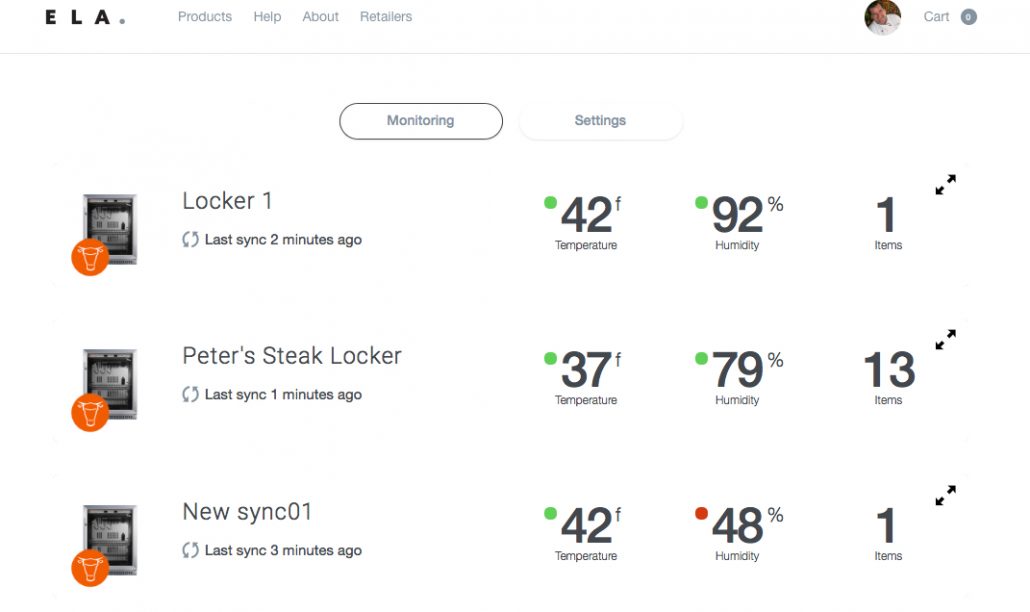 ELA.
Products Help About Retailers
Cart 0
Monitoring Settings
Locker 1
Last sync 2 minutes ago
42 f
Temperature
92 %
Humidity
1
Items
Peter's Steak Locker
Last sync 1 minutes ago
37 f
Temperature
79 %
Humidity
13
Items
New sync01
Last sync 3 minutes ago
42 f
Temperature
48 %
Humidity
1
Items